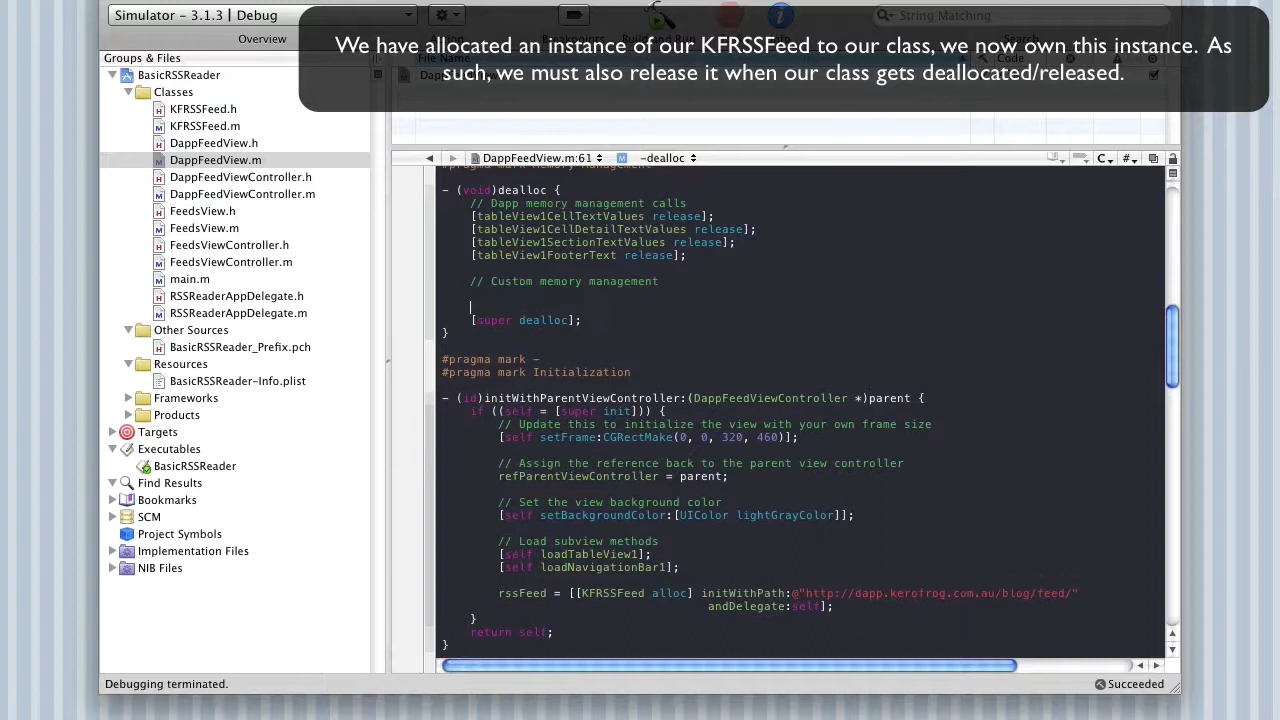 Simulator - 3.1.3 | Debug
String Matching
Overview
We have allocated an instance of our KFRSSFeed to our class, we now own this instance. As
such, we must also release it when our class gets deallocated/released.
Groups & Files
BasicRSSReader
Classes
KFRSSFeed.h
KFRSSFeed.m
DappFeedView.h
DappFeedView.m
DappFeedViewController.h
DappFeedViewController.m
FeedsView.h
FeedsView.m
FeedsViewController.h
FeedsViewController.m
main.m
RSSReaderAppDelegate.h
RSSReaderAppDelegate.m
Other Sources
BasicRSSReader_Prefix.pch
Resources
BasicRSSReader-Info.plist
Frameworks
Products
Targets
Executables
BasicRSSReader
Find Results
Bookmarks
SCM
Project Symbols
Implementation Files
NIB Files
DappFeedView.m:61 -dealloc C # 
#pragma mark Memory Management
- (void)dealloc {
// Dapp memory management calls
[tableView1CellTextValues release];
[tableView1CellDetailTextValues release];
[tableView1SectionTextValues release];
[tableView1FooterText release];
// Custom memory management
[super dealloc];
}
#pragma mark -
#pragma mark Initialization
- (id)initWithParentViewController:(DappFeedViewController *)parent {
if ((self = [super init])) {
// Update this to initialize the view with your own frame size
[self setFrame:CGRectMake(0, 0, 320, 460)];
// Assign the reference back to the parent view controller
refParentViewController = parent;
// Set the view background color
[self setBackgroundColor:[UIColor lightGrayColor]];
// Load subview methods
[self loadTableView1];
[self loadNavigationBar1];
rssFeed = [[KFRSSFeed alloc] initWithPath:@"http://dapp.kerofrog.com.au/blog/feed/"
andDelegate:self];
}
return self;
}
Debugging terminated.
Succeeded